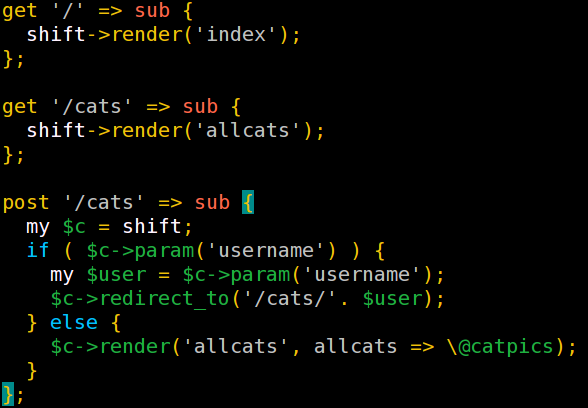 get '/' => sub {
  shift->render('index');
};

get '/cats' => sub {
  shift->render('allcats');
};

post '/cats' => sub {
  my $c = shift;
  if ( $c->param('username') ) {
    my $user = $c->param('username');
    $c->redirect_to('/cats/'. $user);
  } else {
    $c->render('allcats', allcats => \@catpics);
  }
};